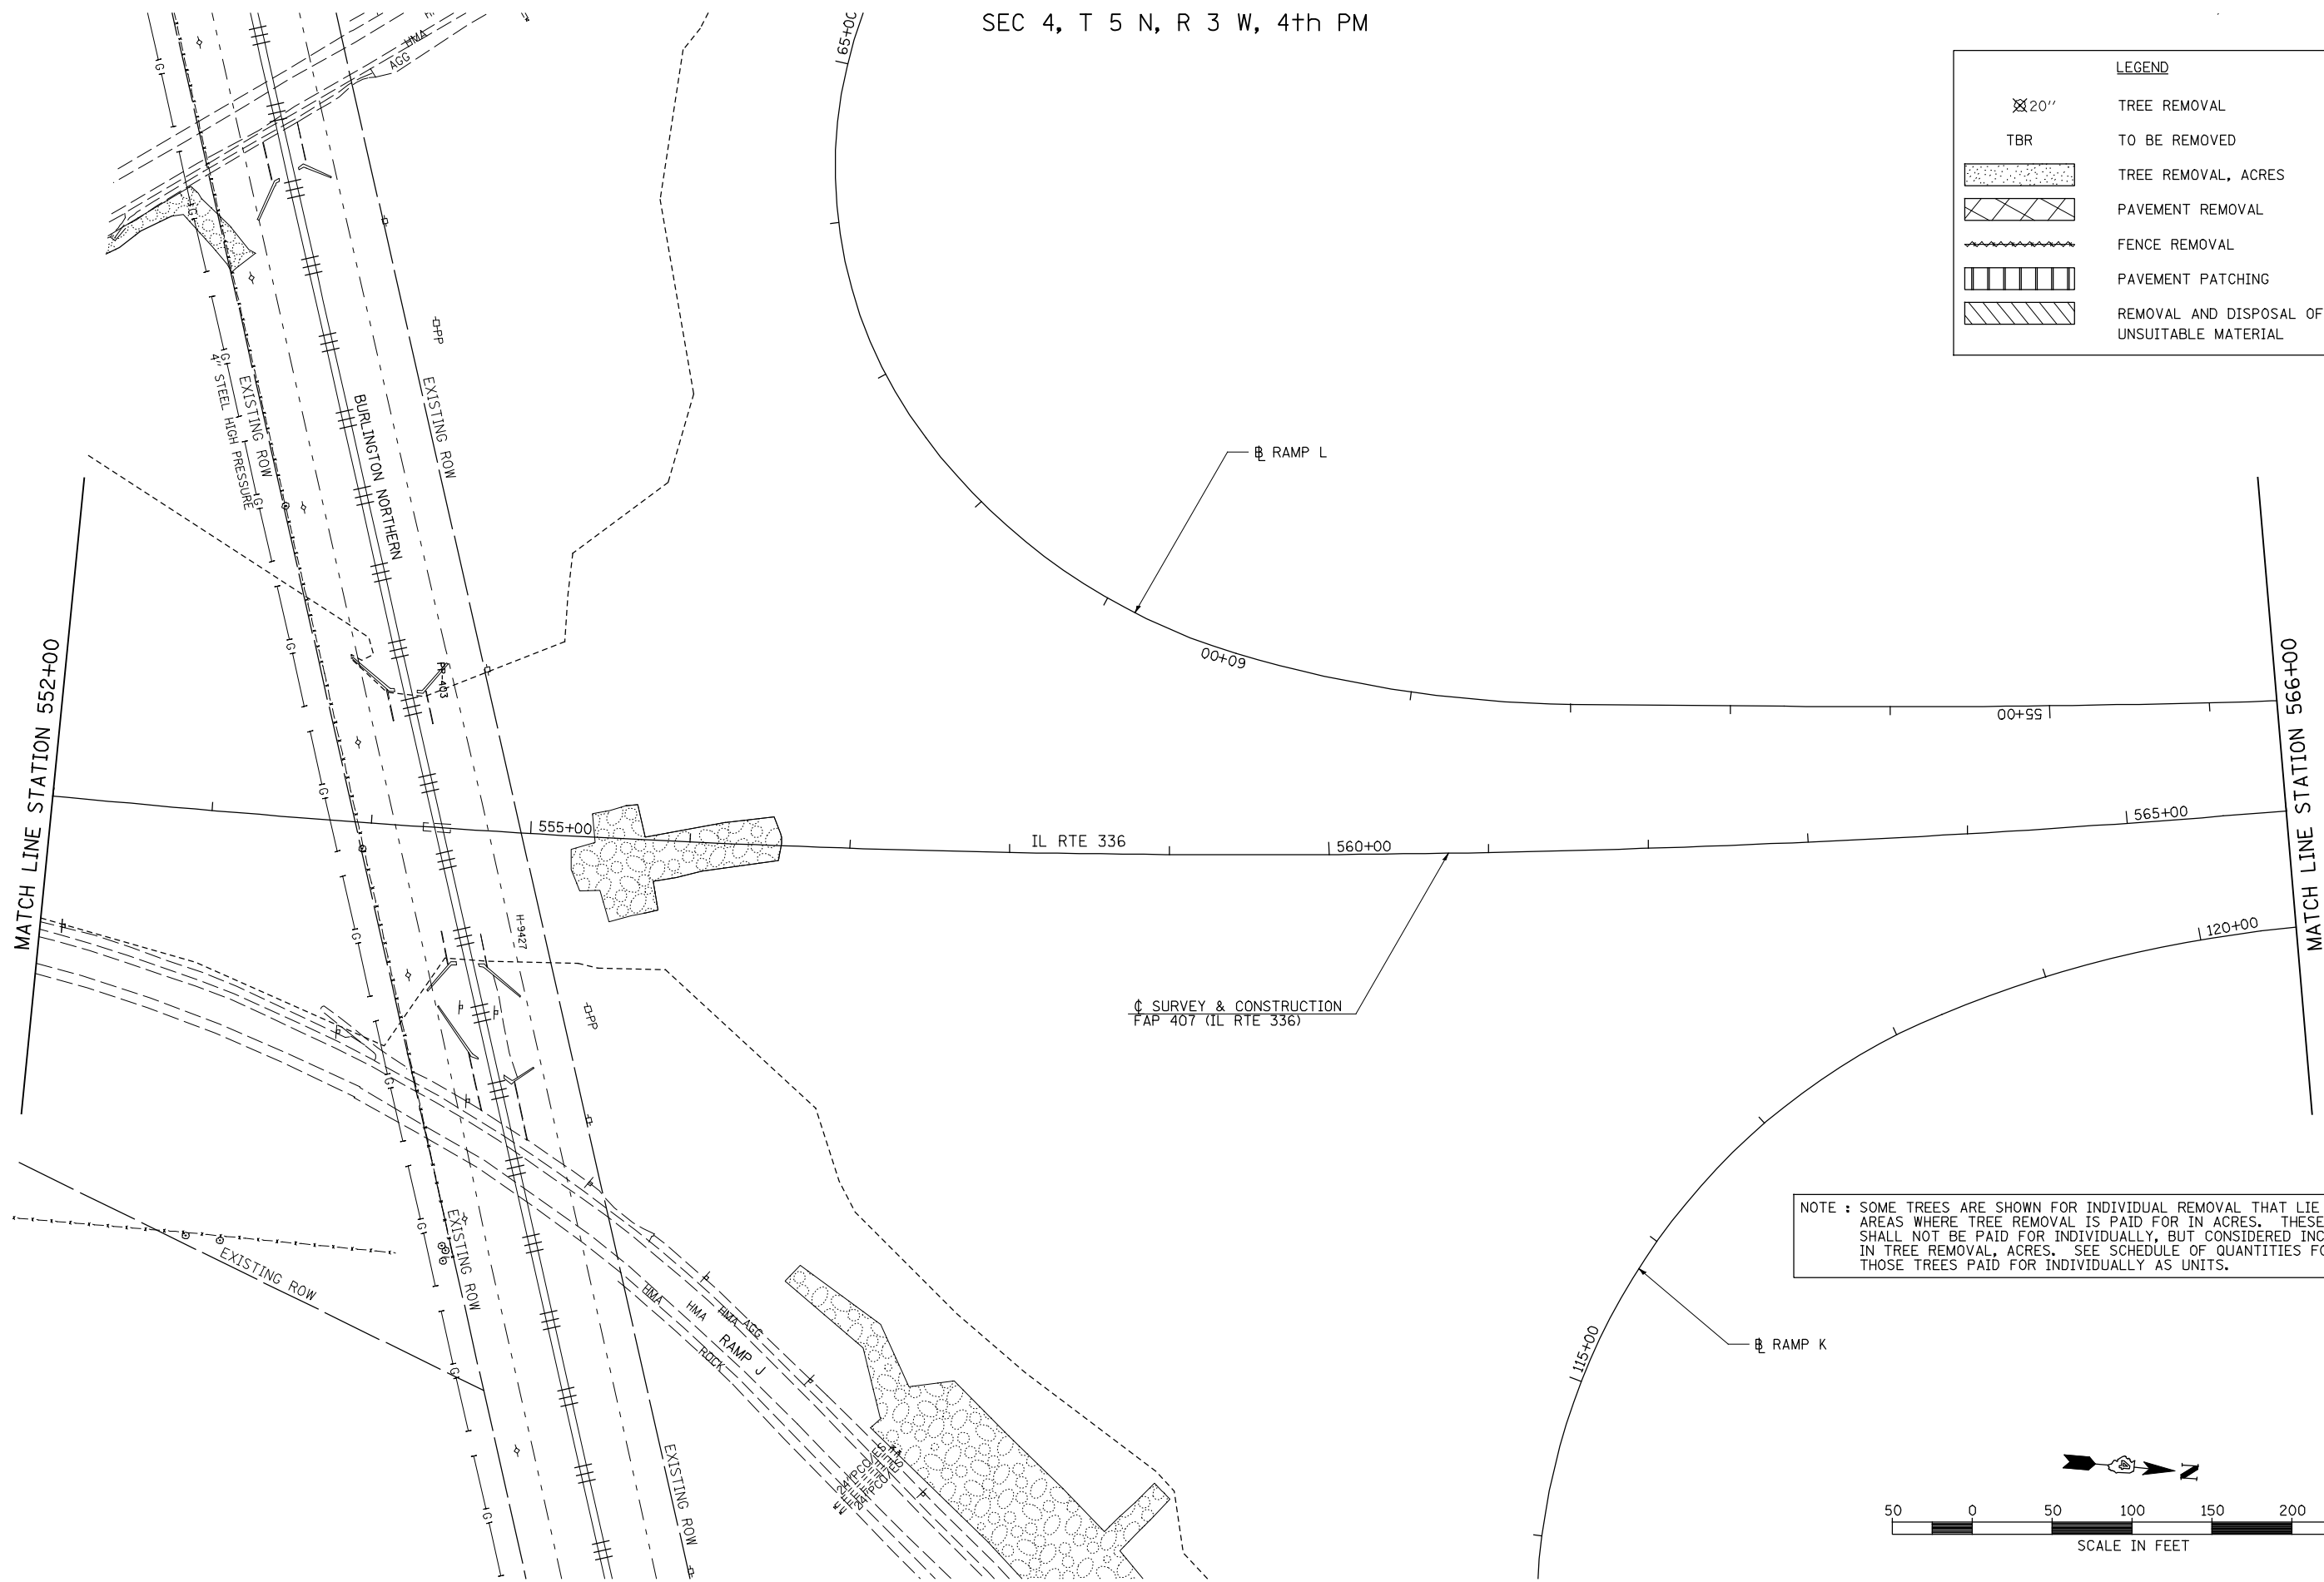 SEC 4, T 5 N, R 3 W, 4th PM
65+00
HMA
AGG
LEGEND
20" TREE REMOVAL
TBR TO BE REMOVED
TREE REMOVAL, ACRES
PAVEMENT REMOVAL
FENCE REMOVAL
PAVEMENT PATCHING
REMOVAL AND DISPOSAL OF
UNSUITABLE MATERIAL
G
G
G
G
PP
4" STEEL HIGH PRESSURE
EXISTING ROW
BURLINGTON NORTHERN
EXISTING ROW
℄ RAMP L
MATCH LINE STATION 552+00
G
PR-403
60+00
55+00
MATCH LINE STATION 566+00
G
555+00
IL RTE 336
560+00
565+00
G
H-9427
120+00
PP
℄ SURVEY & CONSTRUCTION
FAP 407 (IL RTE 336)
G
NOTE : SOME TREES ARE SHOWN FOR INDIVIDUAL REMOVAL THAT LIE
AREAS WHERE TREE REMOVAL IS PAID FOR IN ACRES. THESE
SHALL NOT BE PAID FOR INDIVIDUALLY, BUT CONSIDERED INC
IN TREE REMOVAL, ACRES. SEE SCHEDULE OF QUANTITIES FO
THOSE TREES PAID FOR INDIVIDUALLY AS UNITS.
G
EXISTING ROW
EXISTING ROW
HMA
HMA
HMA AGG
RAMP J
ROCK
115+00
℄ RAMP K
G
EXISTING ROW
G
N
50 0 50 100 150 200
SCALE IN FEET